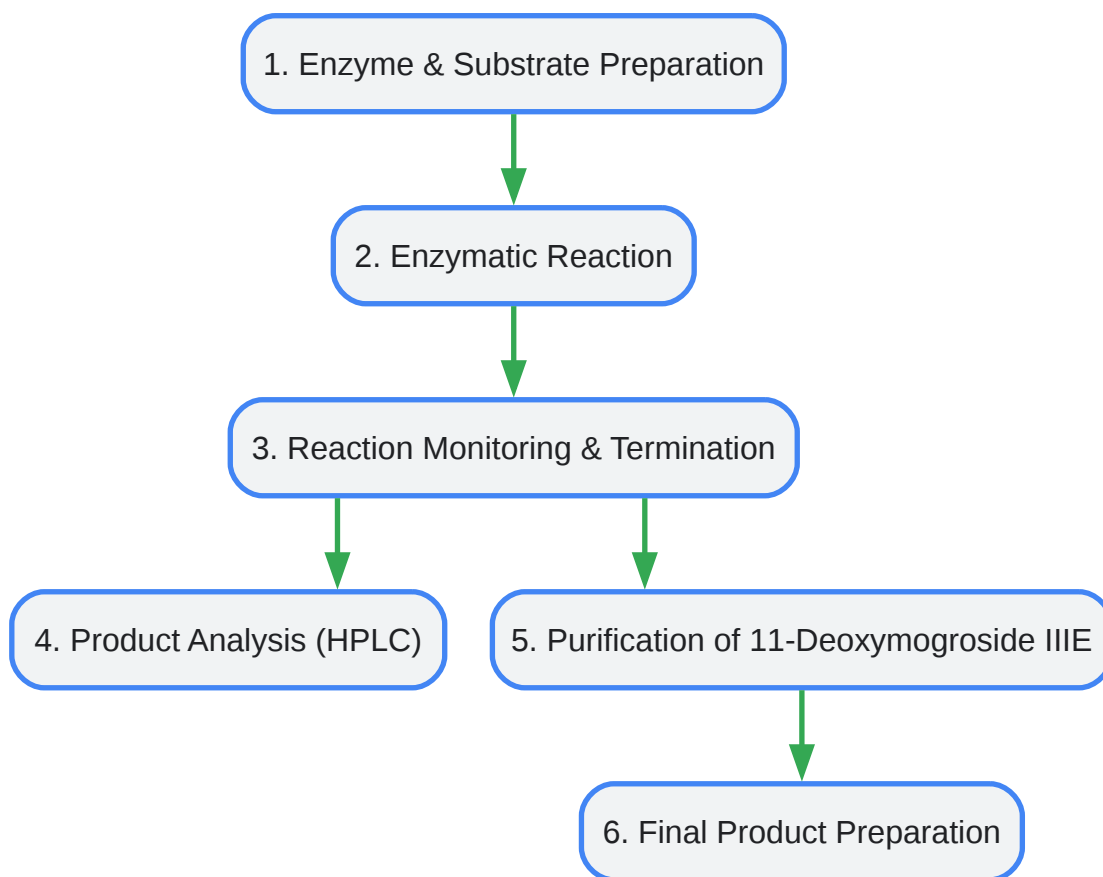 1. Enzyme & Substrate Preparation
2. Enzymatic Reaction
3. Reaction Monitoring & Termination
4. Product Analysis (HPLC)
5. Purification of 11-Deoxymogroside IIIE
6. Final Product Preparation